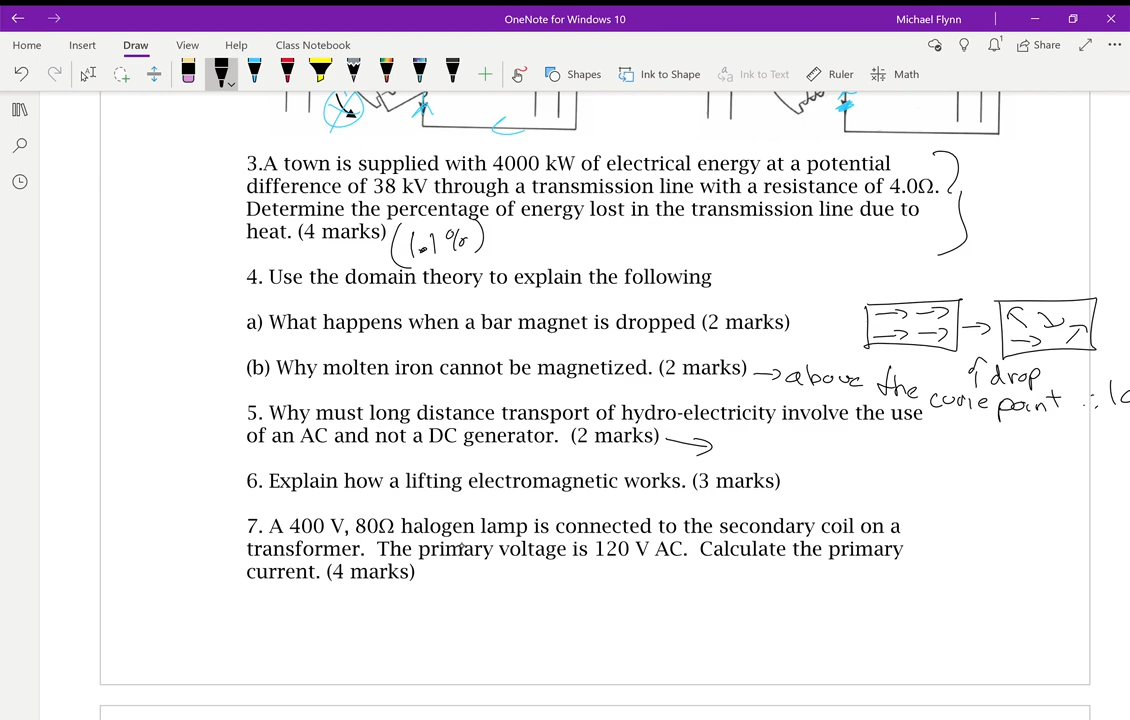 OneNote for Windows 10
Michael Flynn
Home Insert Draw View Help Class Notebook
1 Share
Shapes Ink to Shape Ink to Text Ruler Math
3.A town is supplied with 4000 kW of electrical energy at a potential
difference of 38 kV through a transmission line with a resistance of 4.0Ω.
Determine the percentage of energy lost in the transmission line due to
heat. (4 marks) (1.1 %)
4. Use the domain theory to explain the following
a) What happens when a bar magnet is dropped (2 marks)
drop
(b) Why molten iron cannot be magnetized. (2 marks) → above the curie point ∴
5. Why must long distance transport of hydro-electricity involve the use
of an AC and not a DC generator. (2 marks) →
6. Explain how a lifting electromagnetic works. (3 marks)
7. A 400 V, 80Ω halogen lamp is connected to the secondary coil on a
transformer. The primary voltage is 120 V AC. Calculate the primary
current. (4 marks)